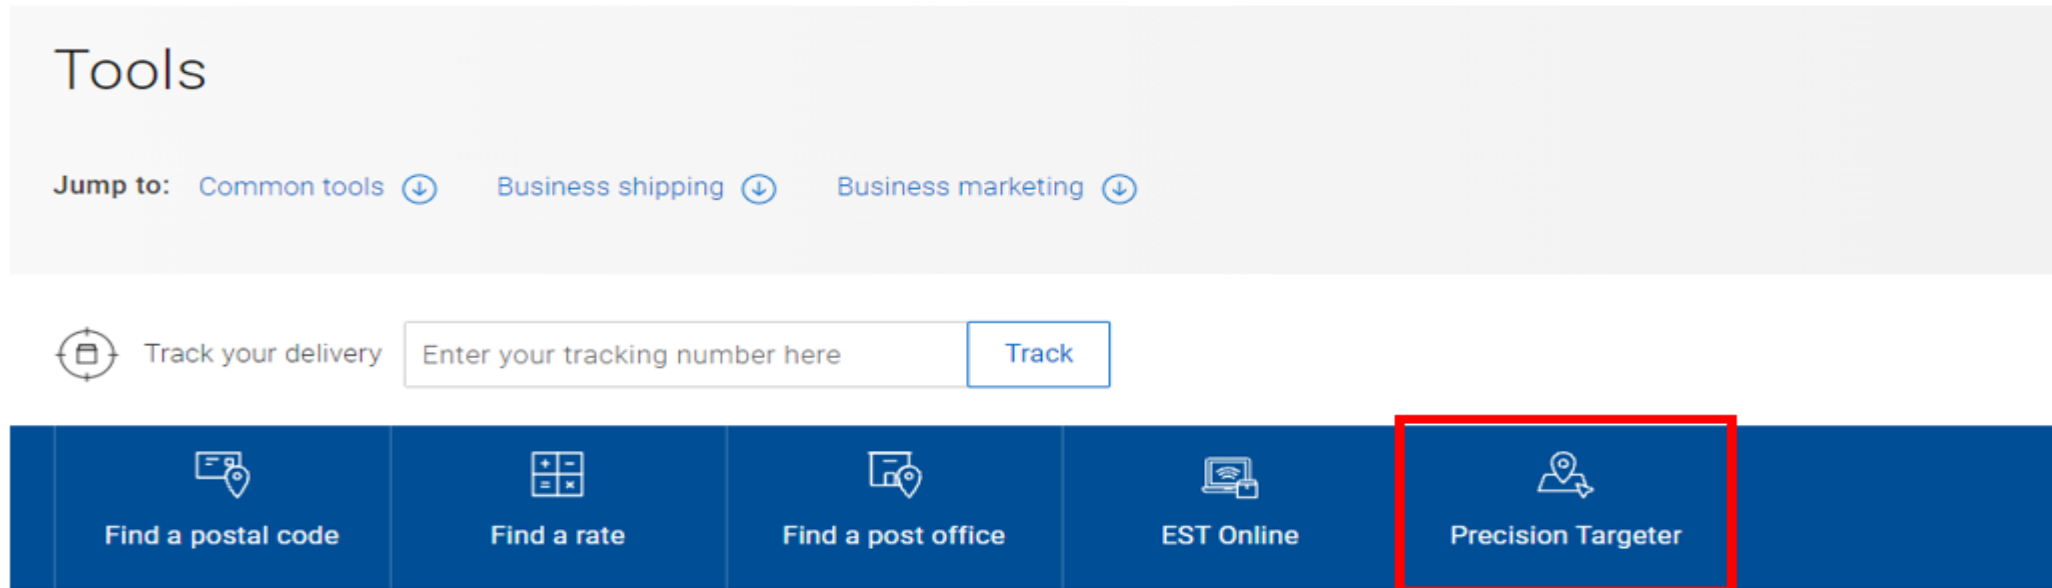 Tools
Jump to: Common tools Business shipping Business marketing
Track your delivery Enter your tracking number here Track
Find a postal code Find a rate Find a post office EST Online Precision Targeter